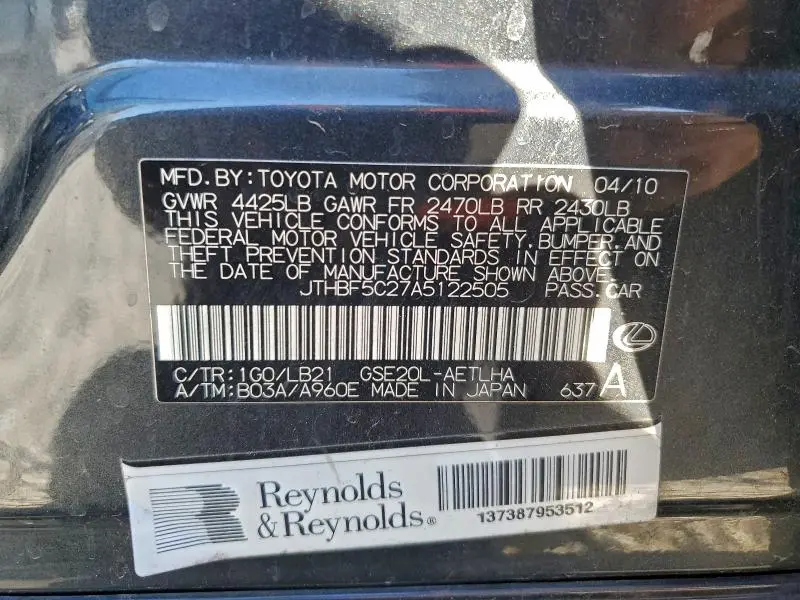 MFD.BY:TOYOTA MOTOR CORPORATION 04/10
GVWR 4425LB GAWR FR 2470LB RR 2430LB
THIS VEHICLE CONFORMS TO ALL APPLICABLE
FEDERAL MOTOR VEHICLE SAFETY,BUMPER,AND
THEFT PREVENTION STANDARDS IN EFFECT ON
THE DATE OF MANUFACTURE SHOWN ABOVE.
JTHBF5C27A5122505 PASS.CAR
C/TR:1G0/LB21 GSE20L-AETLHA
A/TM:B03A/A960E MADE IN JAPAN 637 A
Reynolds
&Reynolds®
137387953512